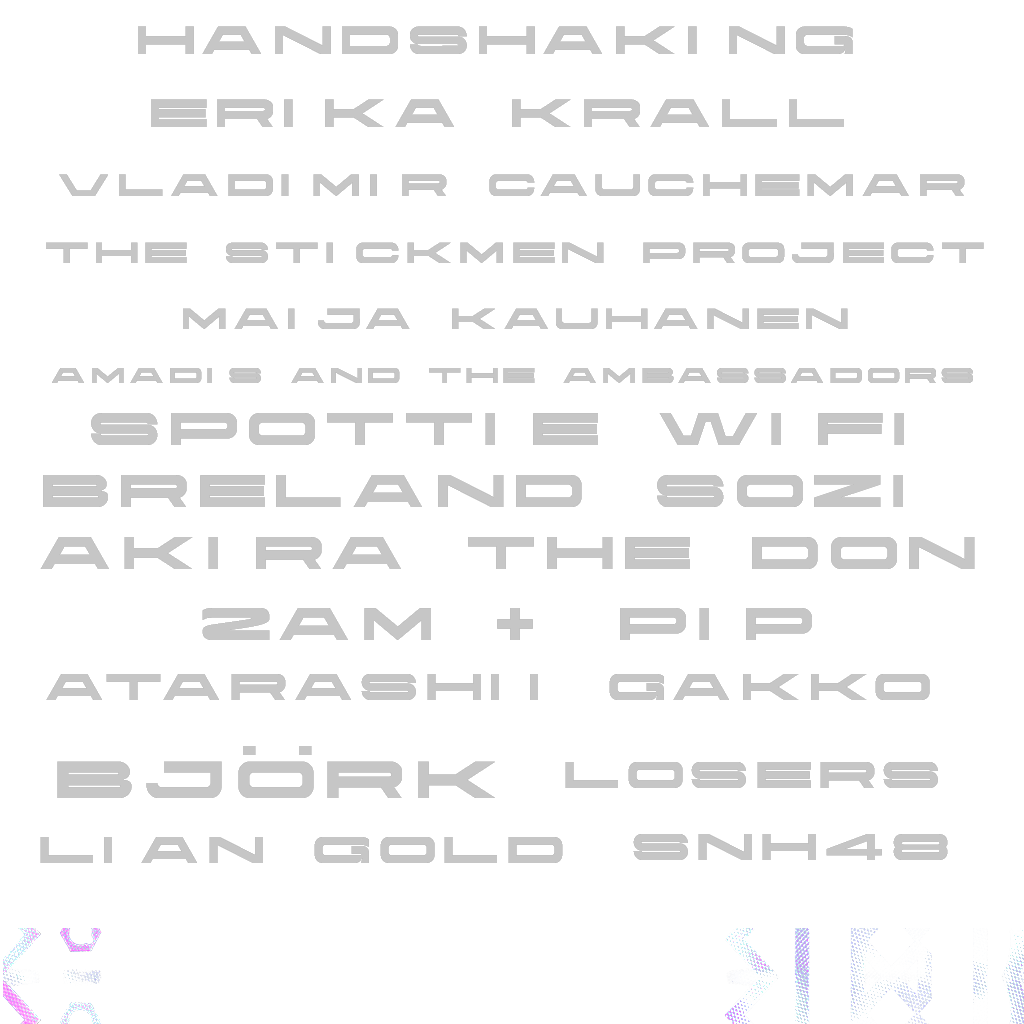 HANDSHAKING
ERIKA KRALL
VLADIMIR CAUCHEMAR
THE STICKMEN PROJECT
MAIJA KAUHANEN
AMADIS AND THE AMBASSADORS
SPOTTIE WIFI
BRELAND SOZI
AKIRA THE DON
2AM + PIP
ATARASHII GAKKO
BJÖRK LOSERS
LIAN GOLD SNH48